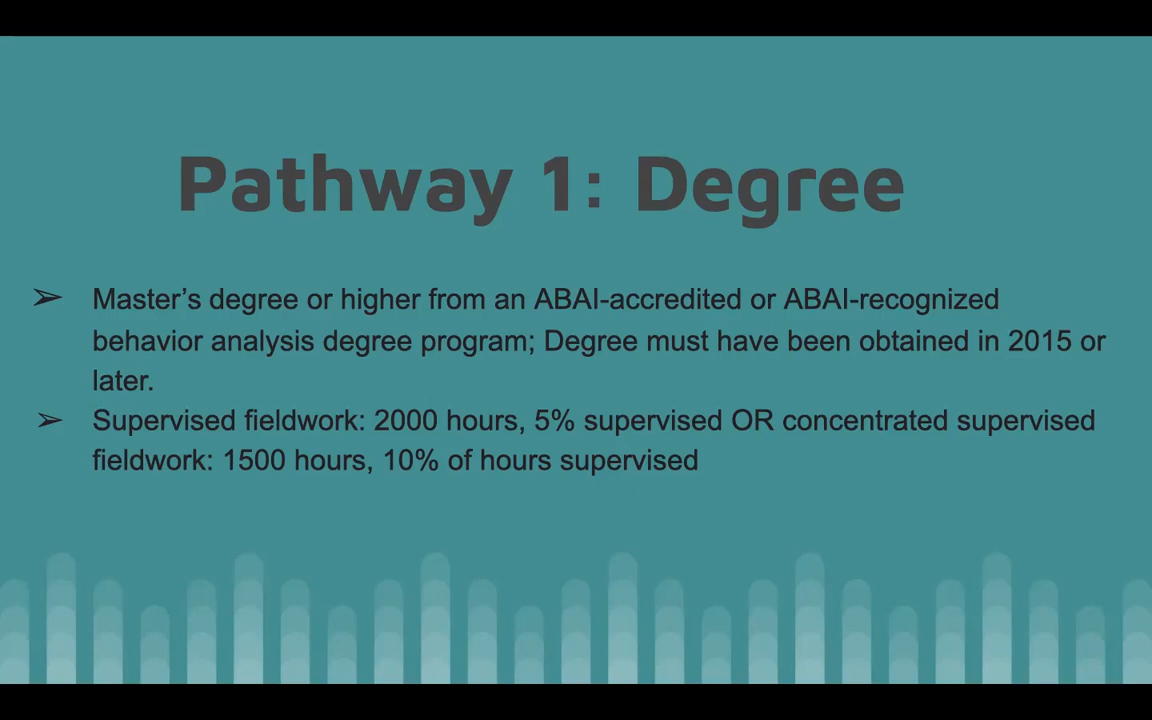 Pathway 1: Degree
➢ Master’s degree or higher from an ABAI-accredited or ABAI-recognized
behavior analysis degree program; Degree must have been obtained in 2015 or
later.
➢ Supervised fieldwork: 2000 hours, 5% supervised OR concentrated supervised
fieldwork: 1500 hours, 10% of hours supervised